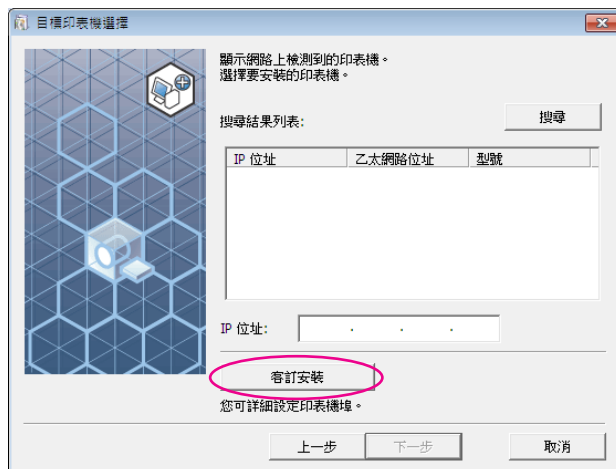 目標印表機選擇
顯示網路上檢測到的印表機。
選擇要安裝的印表機。
搜尋結果列表:
搜尋
IP 位址 乙太網路位址 型號
IP 位址: . . .
客訂安裝
您可詳細設定印表機埠。
上一步 下一步 取消